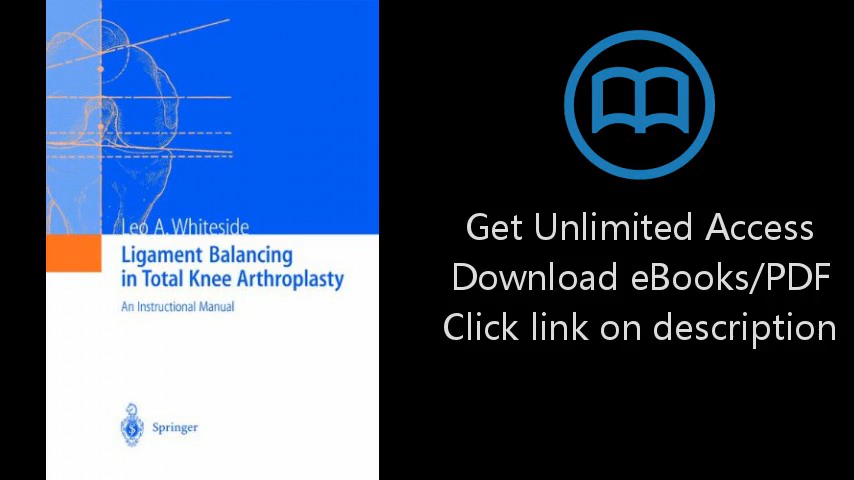 Leo A. Whiteside
Ligament Balancing
in Total Knee Arthroplasty
An Instructional Manual
Springer
Get Unlimited Access
Download eBooks/PDF
Click link on description